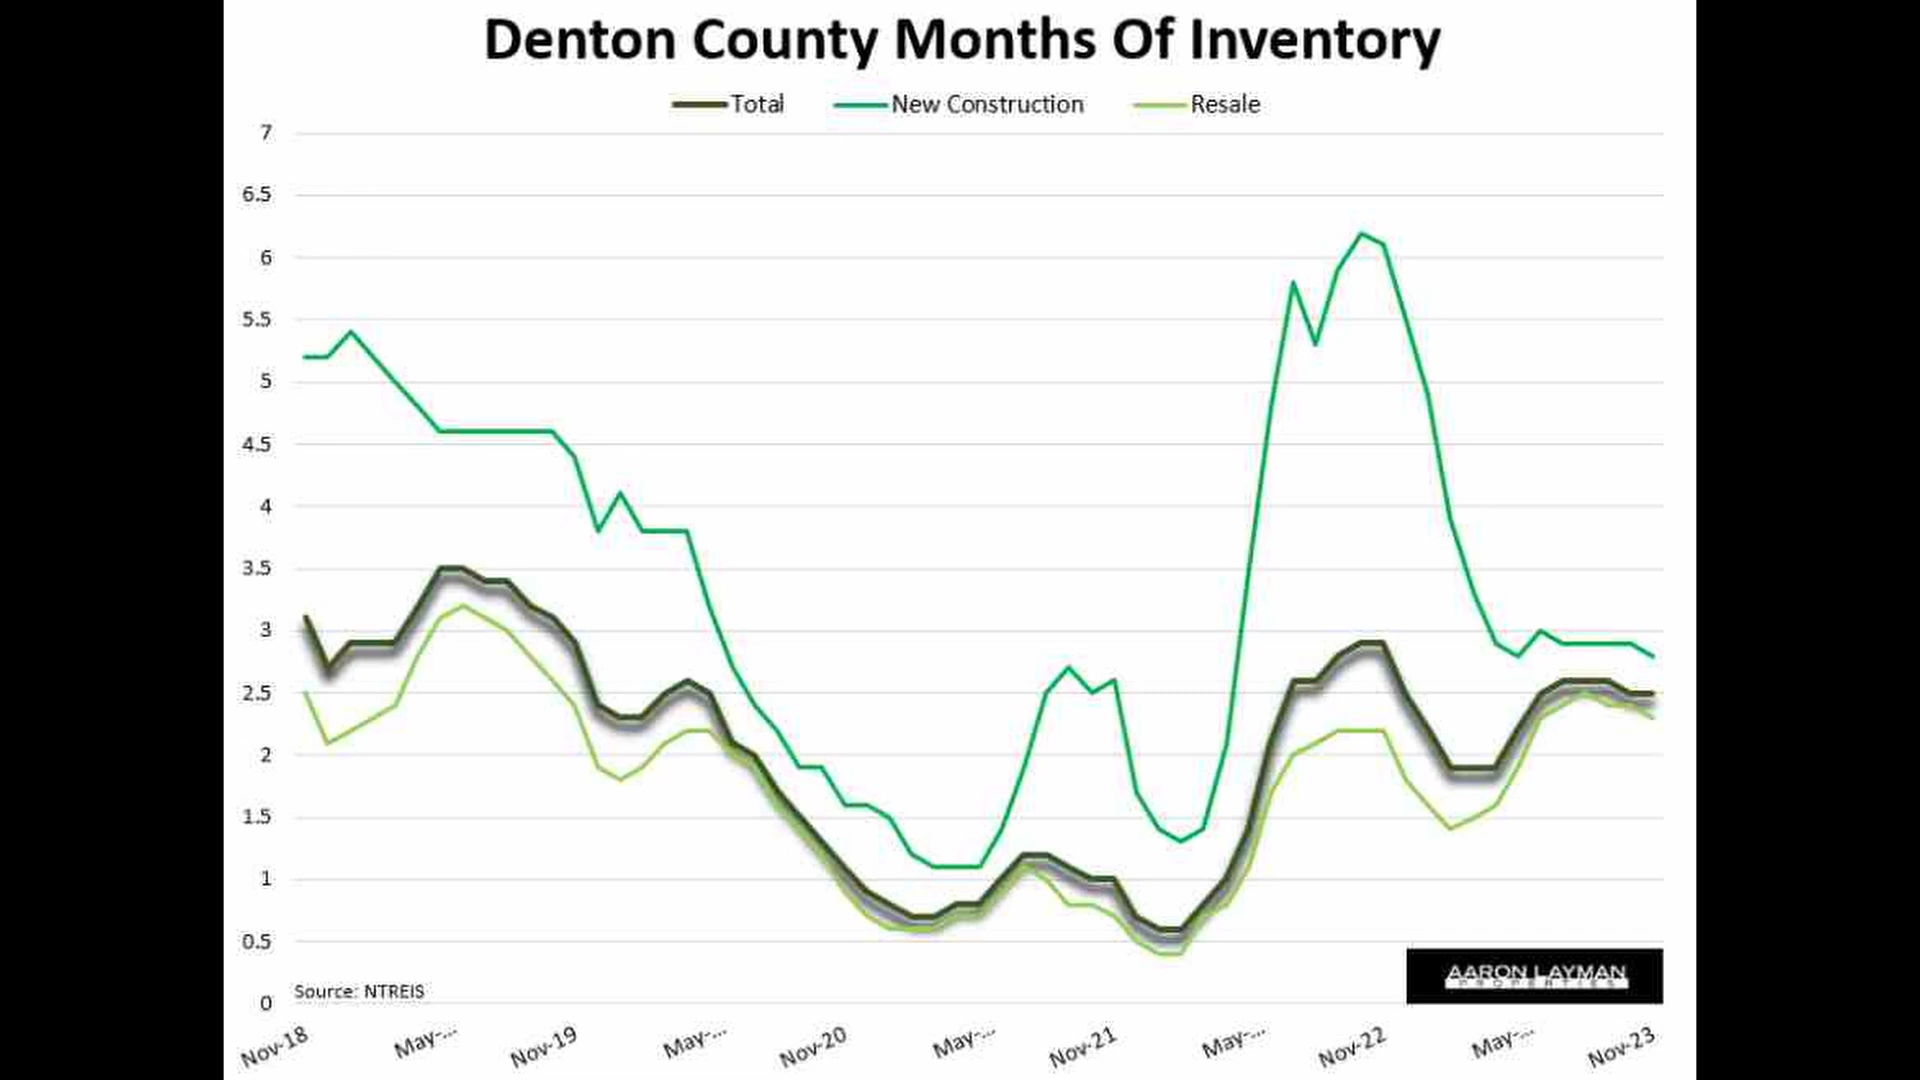 Denton County Months Of Inventory
Total New Construction Resale
7
6.5
6
5.5
5
4.5
4
3.5
3
2.5
2
1.5
1
0.5
0
Source: NTREIS
AARON LAYMAN
PROPERTIES
Nov-18 May-... Nov-19 May-... Nov-20 May-... Nov-21 May-... Nov-22 May-... Nov-23